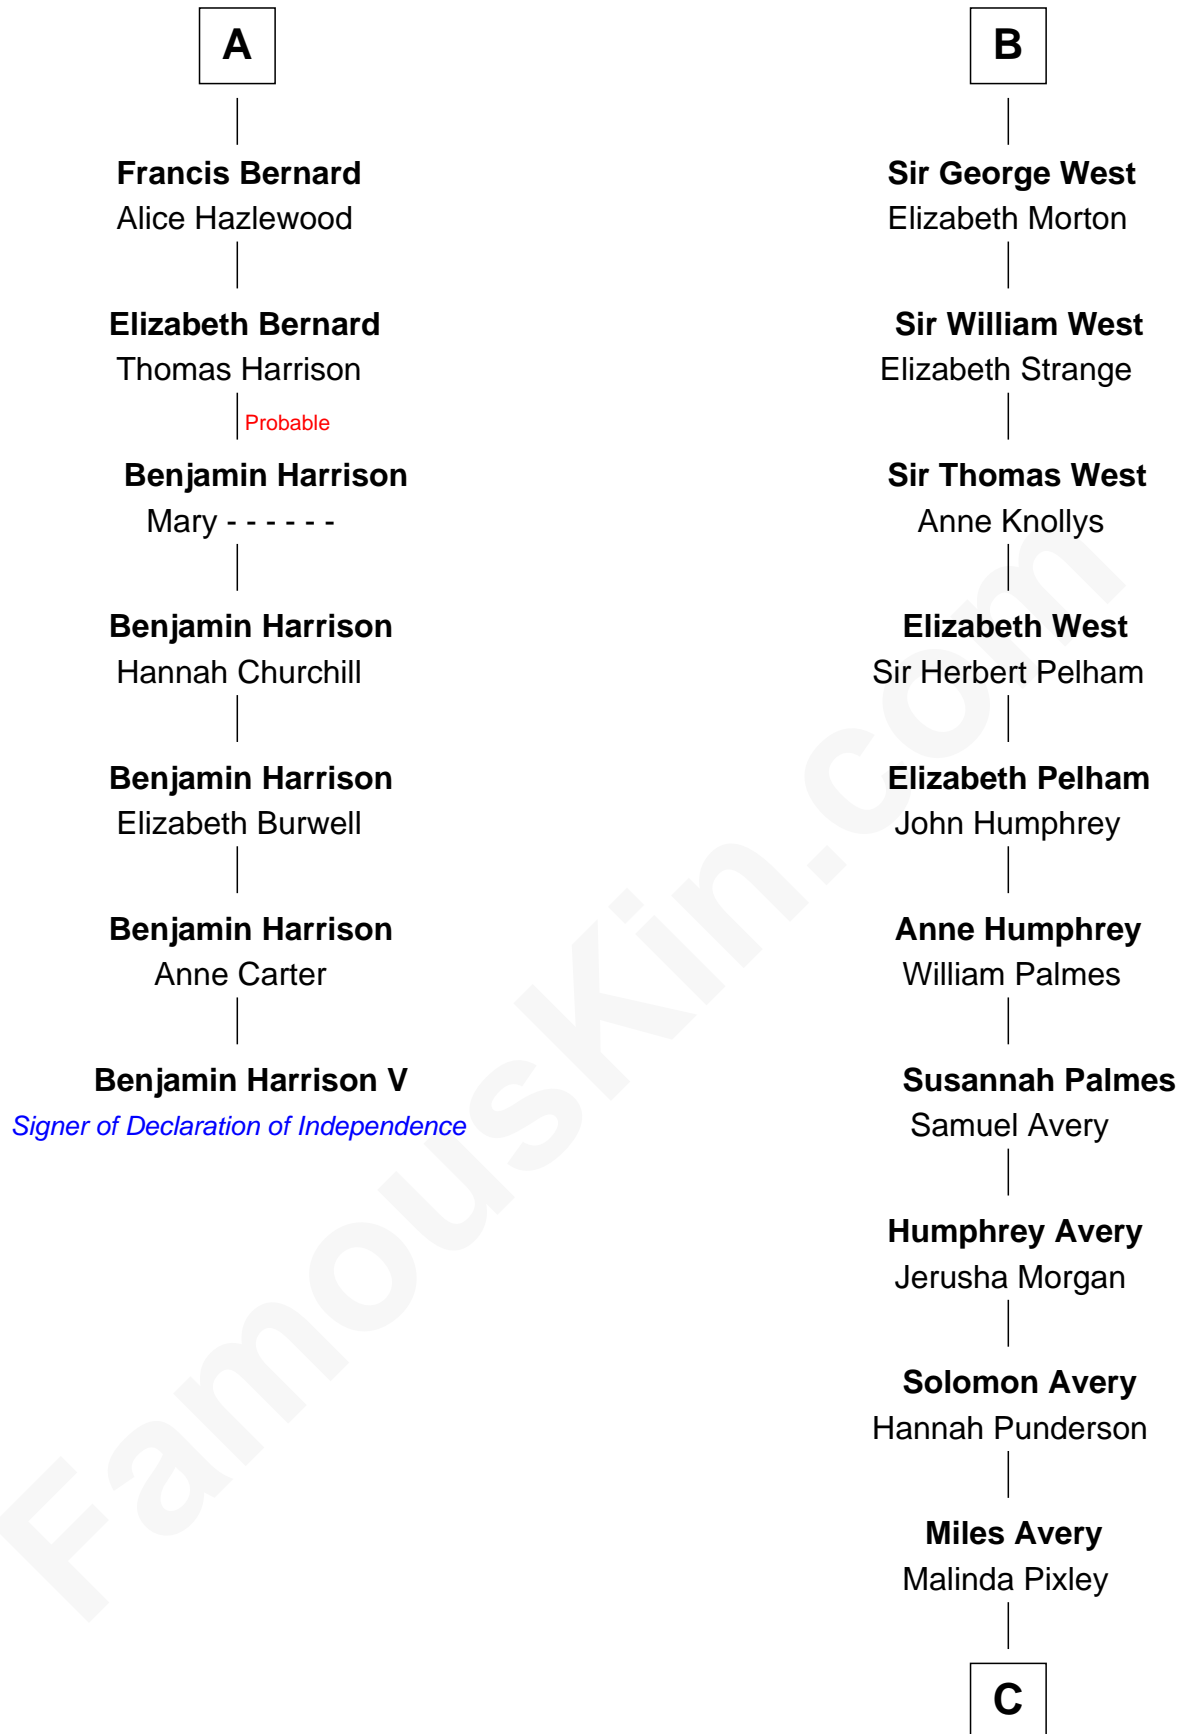 A
Francis Bernard
Alice Hazlewood
Elizabeth Bernard
Thomas Harrison
Probable
Benjamin Harrison
Mary - - - - - -
Benjamin Harrison
Hannah Churchill
Benjamin Harrison
Elizabeth Burwell
Benjamin Harrison
Anne Carter
Benjamin Harrison V
Signer of Declaration of Independence
B
Sir George West
Elizabeth Morton
Sir William West
Elizabeth Strange
Sir Thomas West
Anne Knollys
Elizabeth West
Sir Herbert Pelham
Elizabeth Pelham
John Humphrey
Anne Humphrey
William Palmes
Susannah Palmes
Samuel Avery
Humphrey Avery
Jerusha Morgan
Solomon Avery
Hannah Punderson
Miles Avery
Malinda Pixley
C
FamousKin.com